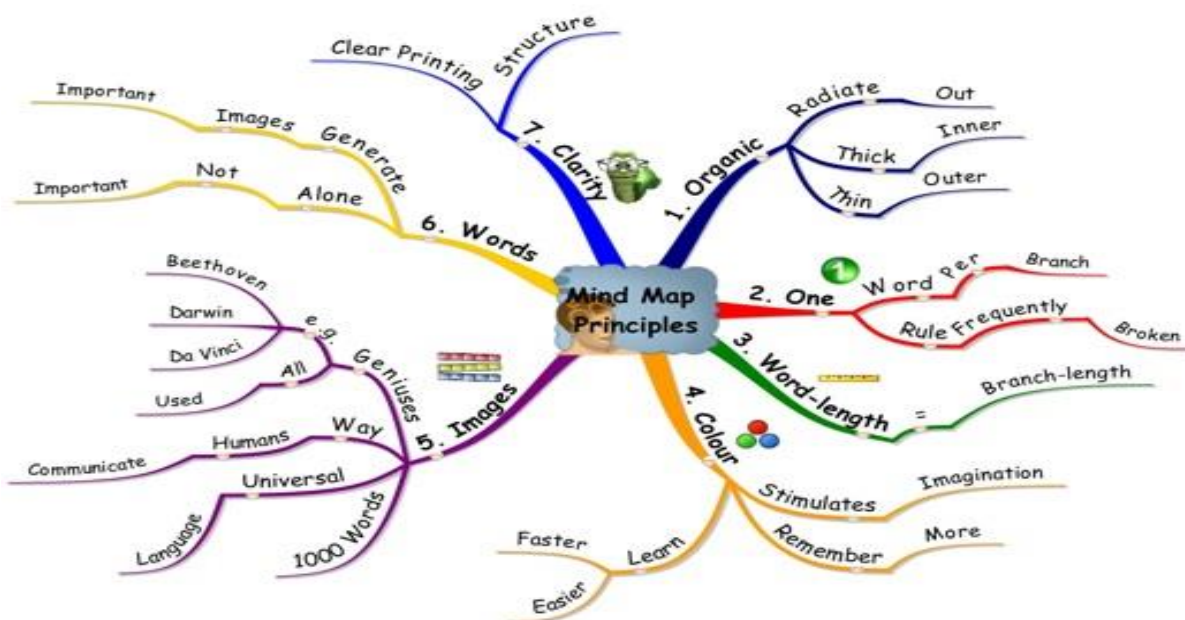 Mind Map
Principles
1. Organic
Radiate
Out
Thick
Inner
Thin
Outer
2. One
Word Per
Branch
Rule Frequently
Broken
3. Word-length
=
Branch-length
4. Colour
Stimulates
Imagination
Remember
More
Learn
Faster
Easier
5. Images
Geniuses
e.g.
Beethoven
Darwin
Da Vinci
All
Used
Way
Humans
Communicate
Universal
Language
1000 Words
6. Words
Generate
Images
Important
Alone
Not
Important
7. Clarity
Clear Printing
Structure